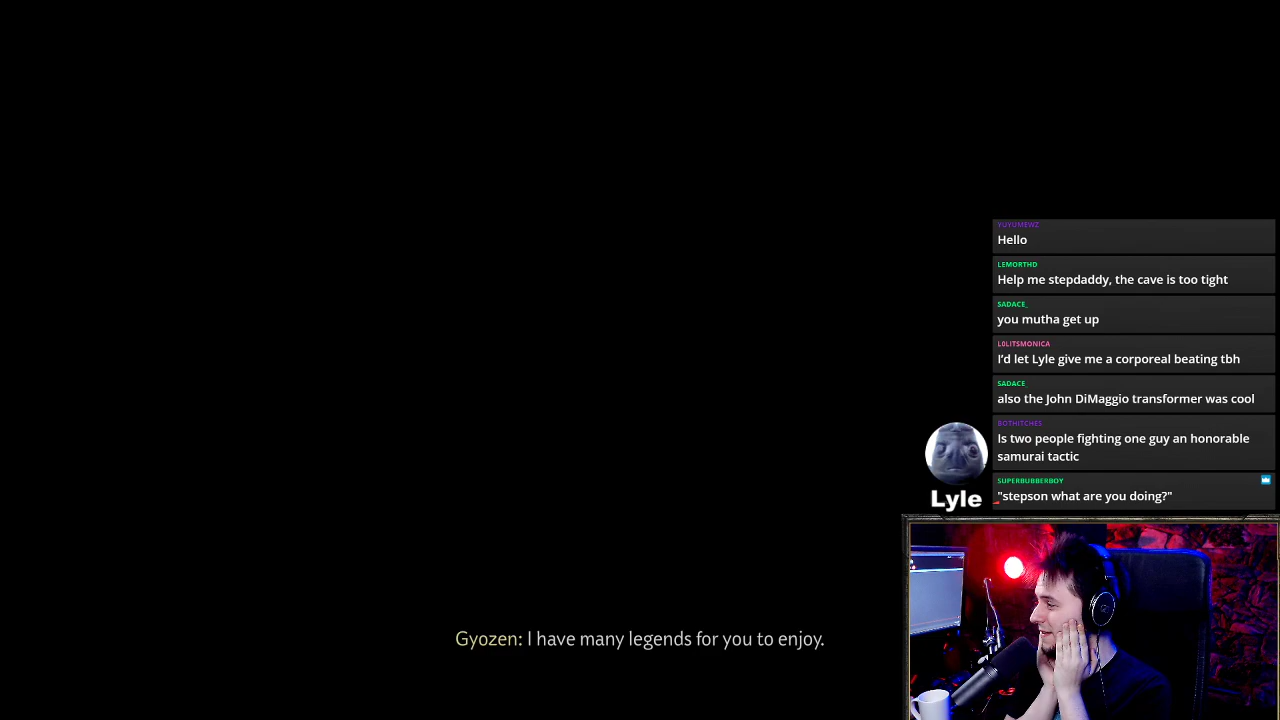 YUYUMEWZ
Hello
LEMORTHD
Help me stepdaddy, the cave is too tight
SADACE_
you mutha get up
L0LITSMONICA
I'd let Lyle give me a corporeal beating tbh
SADACE_
also the John DiMaggio transformer was cool
BOTHITCHES
Is two people fighting one guy an honorable
samurai tactic
SUPERBUBBERBOY
"stepson what are you doing?"
Lyle
Gyozen: I have many legends for you to enjoy.